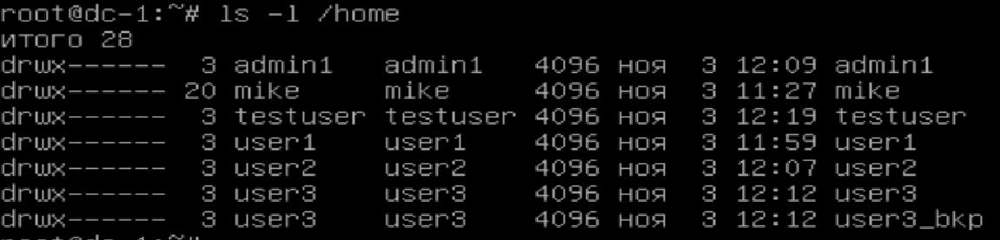 root@dc-1:~# ls -l /home
итого 28
drwx------  3 admin1   admin1   4096 ноя  3 12:09 admin1
drwx------ 20 mike     mike     4096 ноя  3 11:27 mike
drwx------  3 testuser testuser 4096 ноя  3 12:19 testuser
drwx------  3 user1    user1    4096 ноя  3 11:59 user1
drwx------  3 user2    user2    4096 ноя  3 12:07 user2
drwx------  3 user3    user3    4096 ноя  3 12:12 user3
drwx------  3 user3    user3    4096 ноя  3 12:12 user3_bkp
root@dc-1:~#